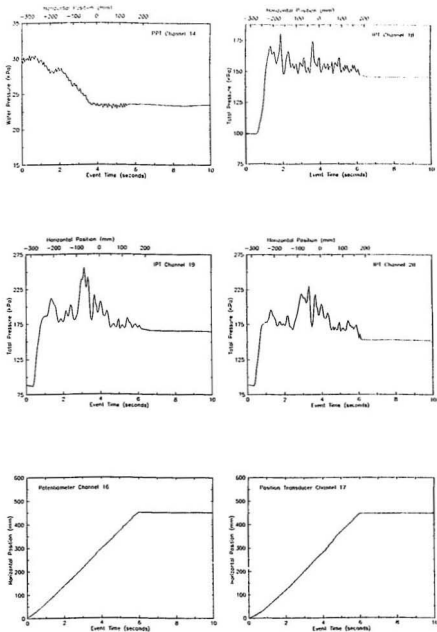 Horizontal Position (mm)
-300 -200 -100 0 100 200
PPT Channel 14
Water Pressure (kPa)
35
30
25
20
15
0 2 4 6 8 10
Event Time (seconds)
Horizontal Position (mm)
-300 -200 -100 0 100 200
IPT Channel 18
Total Pressure (kPa)
175
150
125
100
75
0 2 4 6 8 10
Event Time (seconds)
Horizontal Position (mm)
-300 -200 -100 0 100 200
IPT Channel 19
Total Pressure (kPa)
275
225
175
125
75
0 2 4 6 8 10
Event Time (seconds)
Horizontal Position (mm)
-300 -200 -100 0 100 200
IPT Channel 20
Total Pressure (kPa)
275
225
175
125
75
0 2 4 6 8 10
Event Time (seconds)
Potentiometer Channel 16
Horizontal Position (mm)
600
500
400
300
200
100
0
0 2 4 6 8 10
Event Time (seconds)
Position Transducer Channel 17
Horizontal Position (mm)
600
500
400
300
200
100
0
0 2 4 6 8 10
Event Time (seconds)